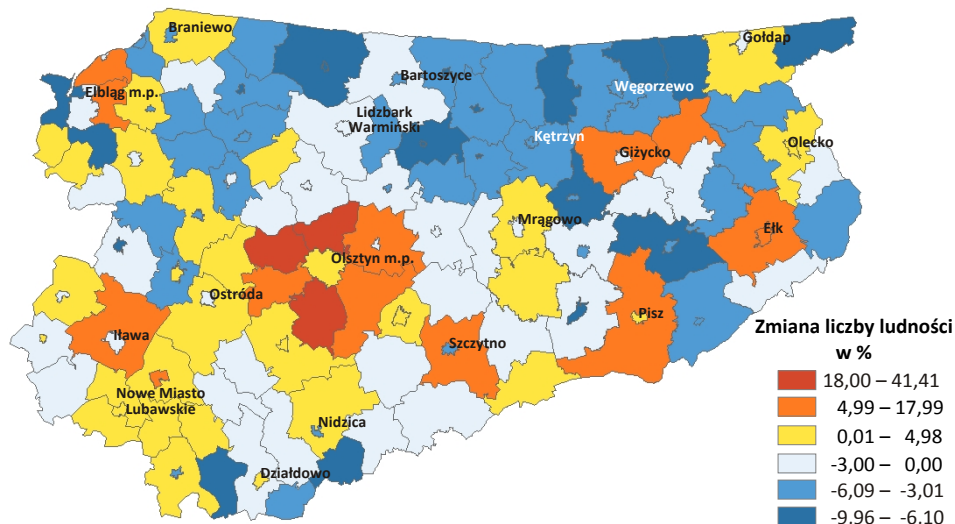 Braniewo
Gołdap
Bartoszyce
Węgorzewo
Elbląg m.p.
Lidzbark
Warmiński
Kętrzyn
Giżycko
Olecko
Mrągowo
Ełk
Olsztyn m.p.
Ostróda
Pisz
Iława
Szczytno
Nowe Miasto
Lubawskie
Nidzica
Działdowo
Zmiana liczby ludności
w %
18,00 – 41,41
4,99 – 17,99
0,01 – 4,98
-3,00 – 0,00
-6,09 – -3,01
-9,96 – -6,10